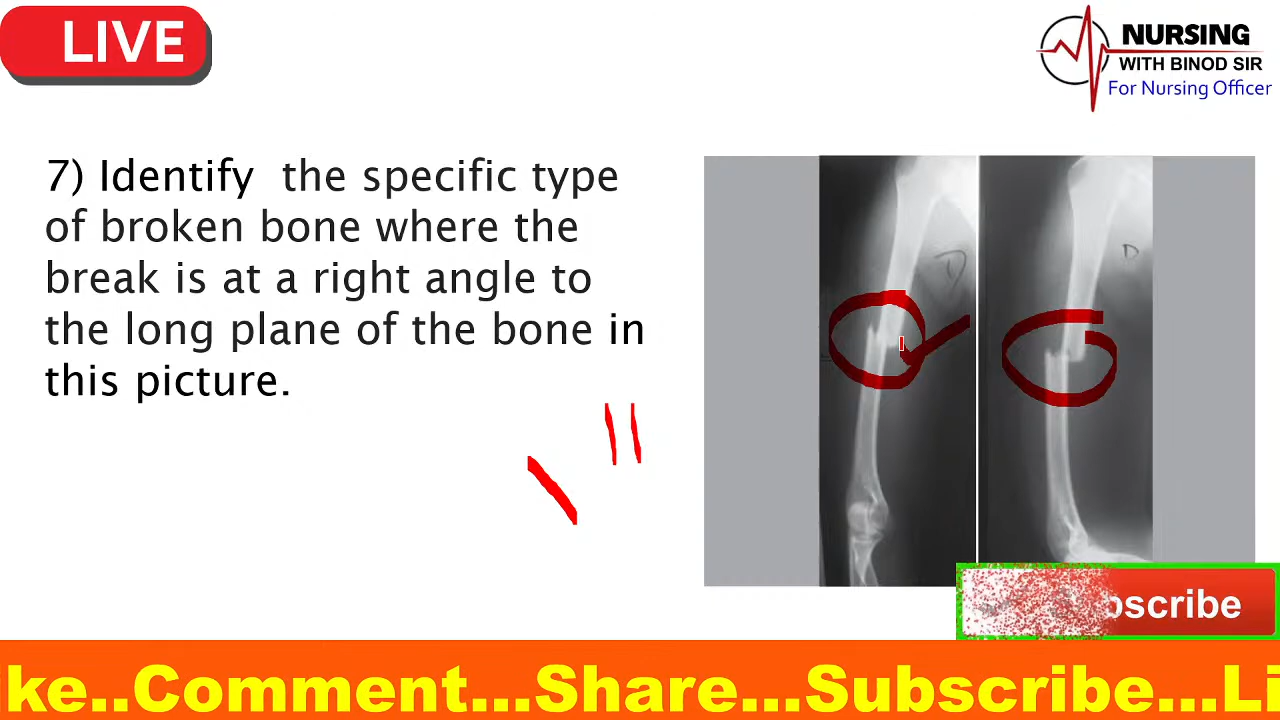 LIVE
NURSING
WITH BINOD SIR
For Nursing Officer
7) Identify the specific type
of broken bone where the
break is at a right angle to
the long plane of the bone in
this picture.
D
D
bscribe
ke..Comment...Share...Subscribe...Li